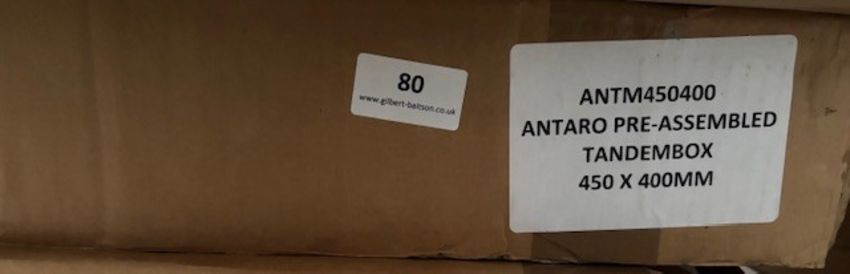 80
www.gilbert-baitson.co.uk
ANTM450400
ANTARO PRE-ASSEMBLED
TANDEMBOX
450 X 400MM